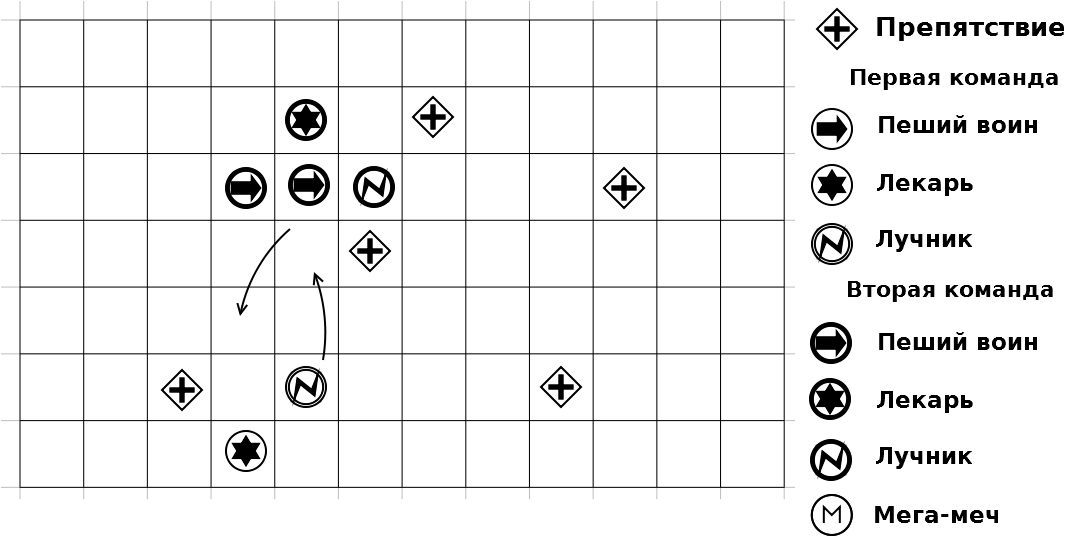 Препятствие
Первая команда
Пеший воин
Лекарь
Лучник
Вторая команда
Пеший воин
Лекарь
Лучник
М Мега-меч